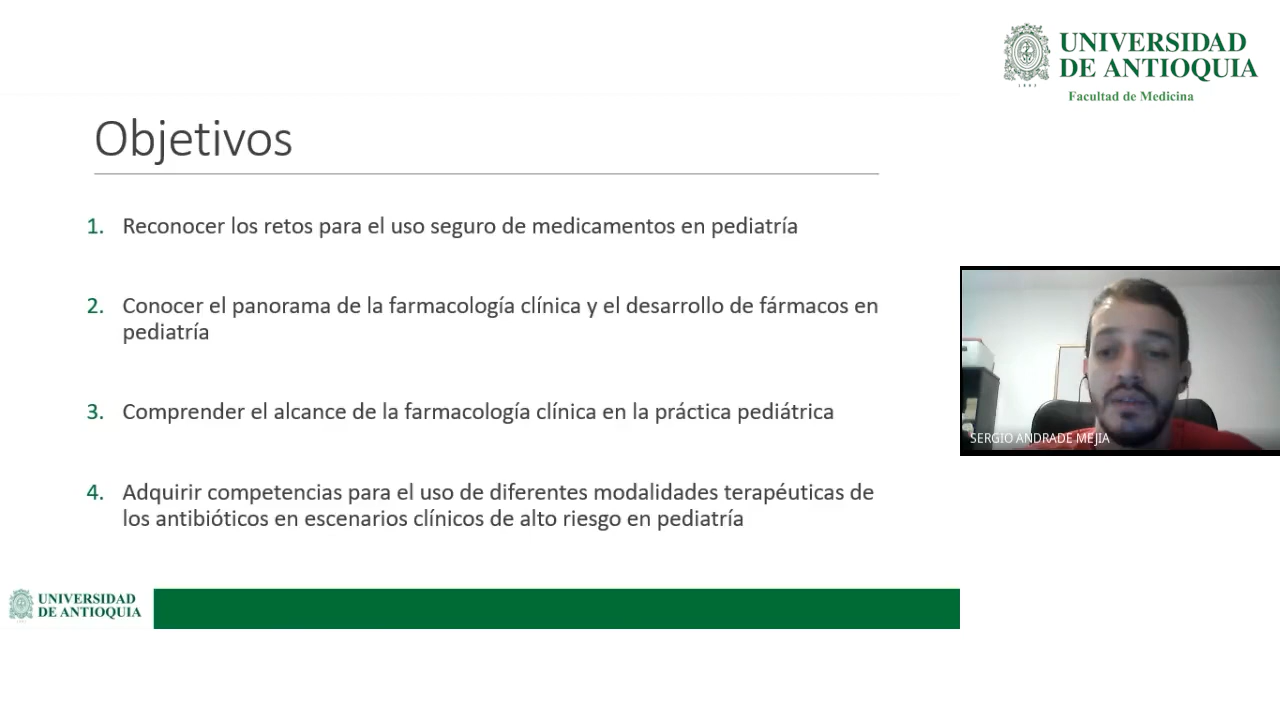 UNIVERSIDAD
DE ANTIOQUIA
Facultad de Medicina
Objetivos
1. Reconocer los retos para el uso seguro de medicamentos en pediatría
2. Conocer el panorama de la farmacología clínica y el desarrollo de fármacos en
pediatría
3. Comprender el alcance de la farmacología clínica en la práctica pediátrica
4. Adquirir competencias para el uso de diferentes modalidades terapéuticas de
los antibióticos en escenarios clínicos de alto riesgo en pediatría
SERGIO ANDRADE MEJIA
UNIVERSIDAD
DE ANTIOQUIA